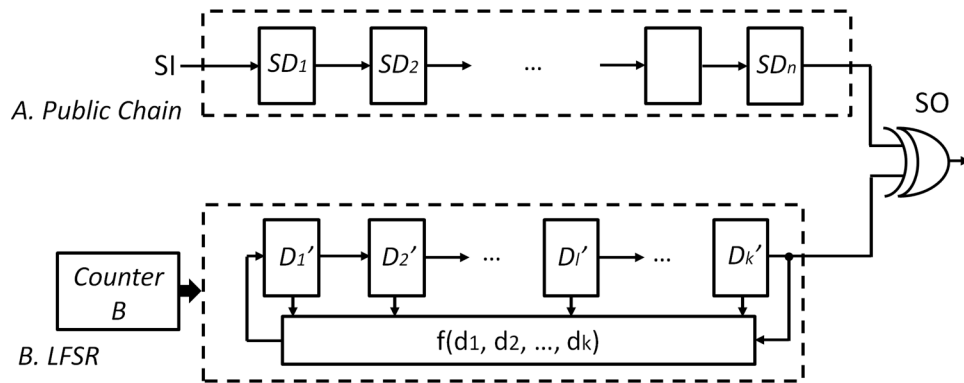 SI
SD1
SD2
...
SDn
SO
A. Public Chain
D1'
D2'
...
Dl'
...
Dk'
Counter
B
f(d1, d2, ..., dk)
B. LFSR